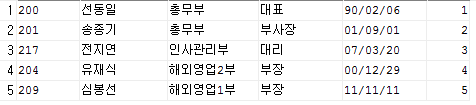 1 200 선동일 총무부 대표 90/02/06 1
2 201 송종기 총무부 부사장 01/09/01 2
3 217 전지연 인사관리부 대리 07/03/20 3
4 204 유재식 해외영업2부 부장 00/12/29 4
5 209 심봉선 해외영업1부 부장 11/11/11 5